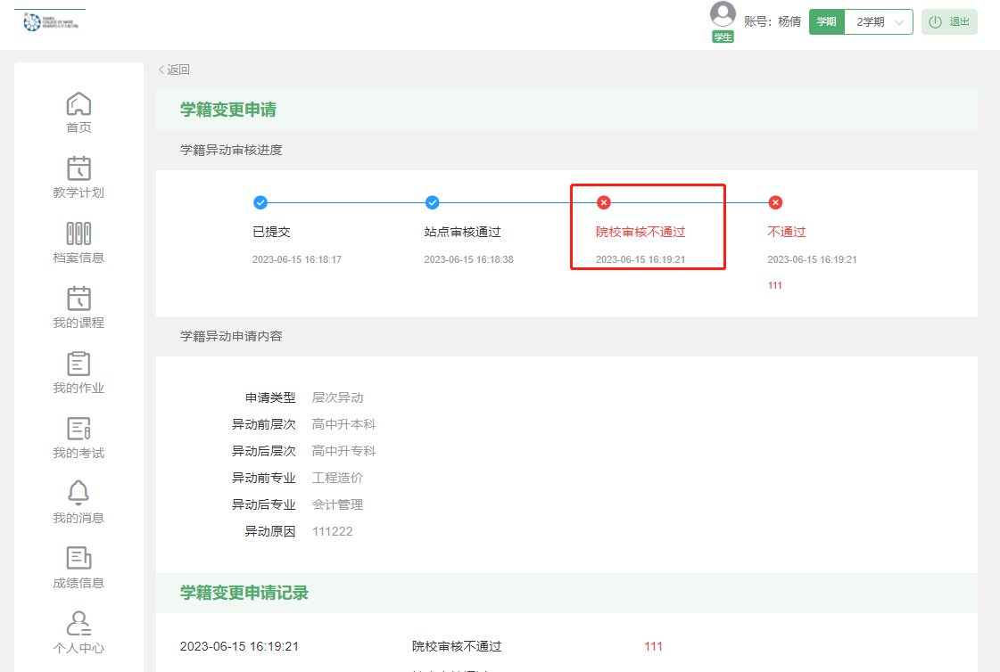 账号：杨倩
学期
2学期
退出
学生
首页
教学计划
档案信息
我的课程
我的作业
我的考试
我的消息
成绩信息
个人中心
返回
学籍变更申请
学籍异动审核进度
已提交
2023-06-15 16:18:17
站点审核通过
2023-06-15 16:18:38
院校审核不通过
2023-06-15 16:19:21
不通过
2023-06-15 16:19:21
111
学籍异动申请内容
申请类型 层次异动
异动前层次 高中升本科
异动后层次 高中升专科
异动前专业 工程造价
异动后专业 会计管理
异动原因 111222
学籍变更申请记录
2023-06-15 16:19:21 院校审核不通过 111